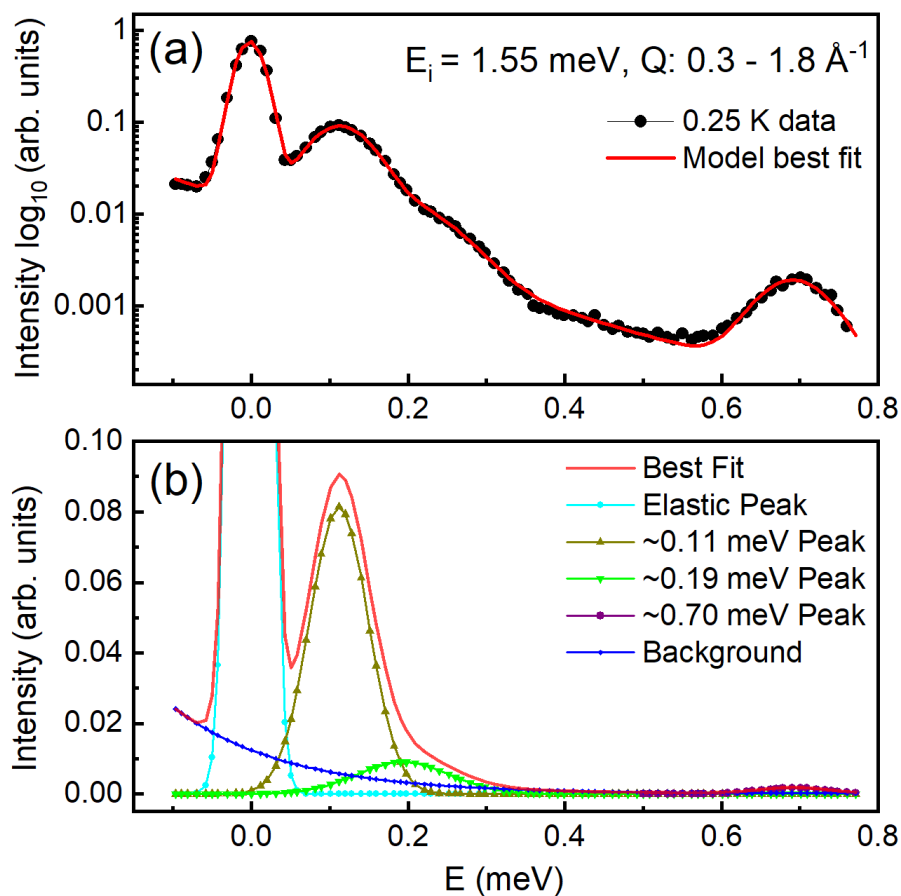 (a)
E_i = 1.55 meV, Q: 0.3 - 1.8 Å⁻¹
0.25 K data
Model best fit
Intensity log₁₀ (arb. units)
1
0.1
0.01
0.001
0.0 0.2 0.4 0.6 0.8
(b)
Best Fit
Elastic Peak
~0.11 meV Peak
~0.19 meV Peak
~0.70 meV Peak
Background
Intensity (arb. units)
0.10
0.08
0.06
0.04
0.02
0.00
0.0 0.2 0.4 0.6 0.8
E (meV)